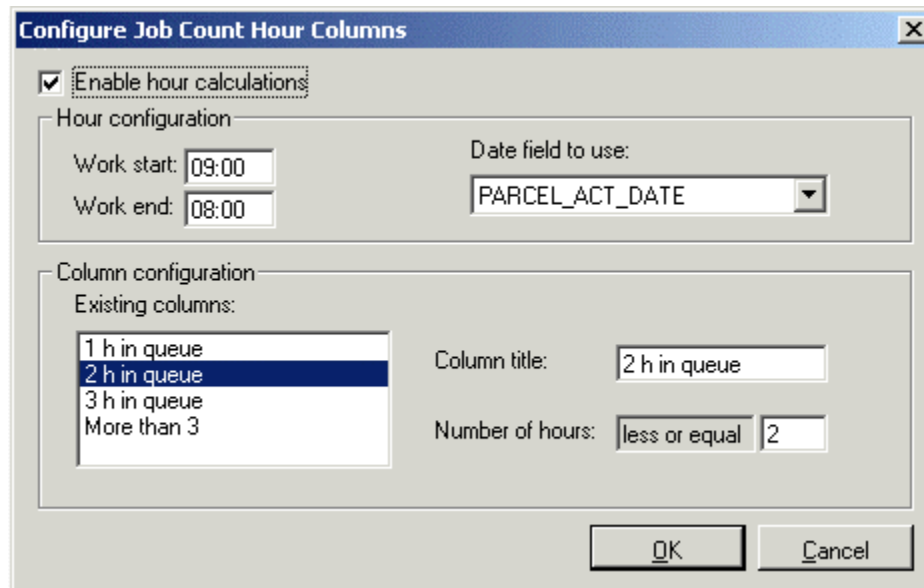 Configure Job Count Hour Columns
Enable hour calculations
Hour configuration
Work start: 09:00
Work end: 08:00
Date field to use:
PARCEL_ACT_DATE
Column configuration
Existing columns:
1 h in queue
2 h in queue
3 h in queue
More than 3
Column title: 2 h in queue
Number of hours: less or equal 2
OK Cancel